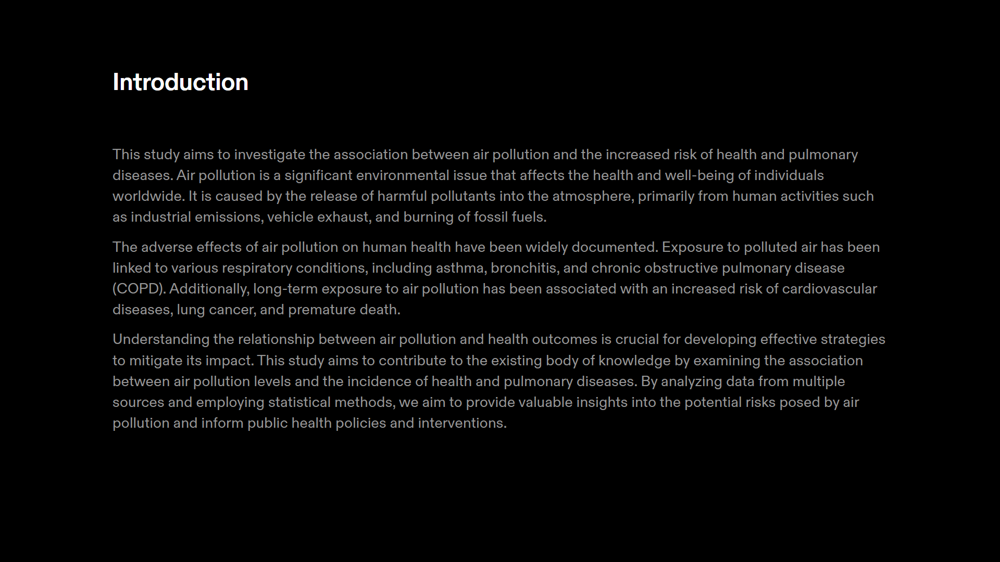 Introduction
This study aims to investigate the association between air pollution and the increased risk of health and pulmonary
diseases. Air pollution is a significant environmental issue that affects the health and well-being of individuals
worldwide. It is caused by the release of harmful pollutants into the atmosphere, primarily from human activities such
as industrial emissions, vehicle exhaust, and burning of fossil fuels.
The adverse effects of air pollution on human health have been widely documented. Exposure to polluted air has been
linked to various respiratory conditions, including asthma, bronchitis, and chronic obstructive pulmonary disease
(COPD). Additionally, long-term exposure to air pollution has been associated with an increased risk of cardiovascular
diseases, lung cancer, and premature death.
Understanding the relationship between air pollution and health outcomes is crucial for developing effective strategies
to mitigate its impact. This study aims to contribute to the existing body of knowledge by examining the association
between air pollution levels and the incidence of health and pulmonary diseases. By analyzing data from multiple
sources and employing statistical methods, we aim to provide valuable insights into the potential risks posed by air
pollution and inform public health policies and interventions.